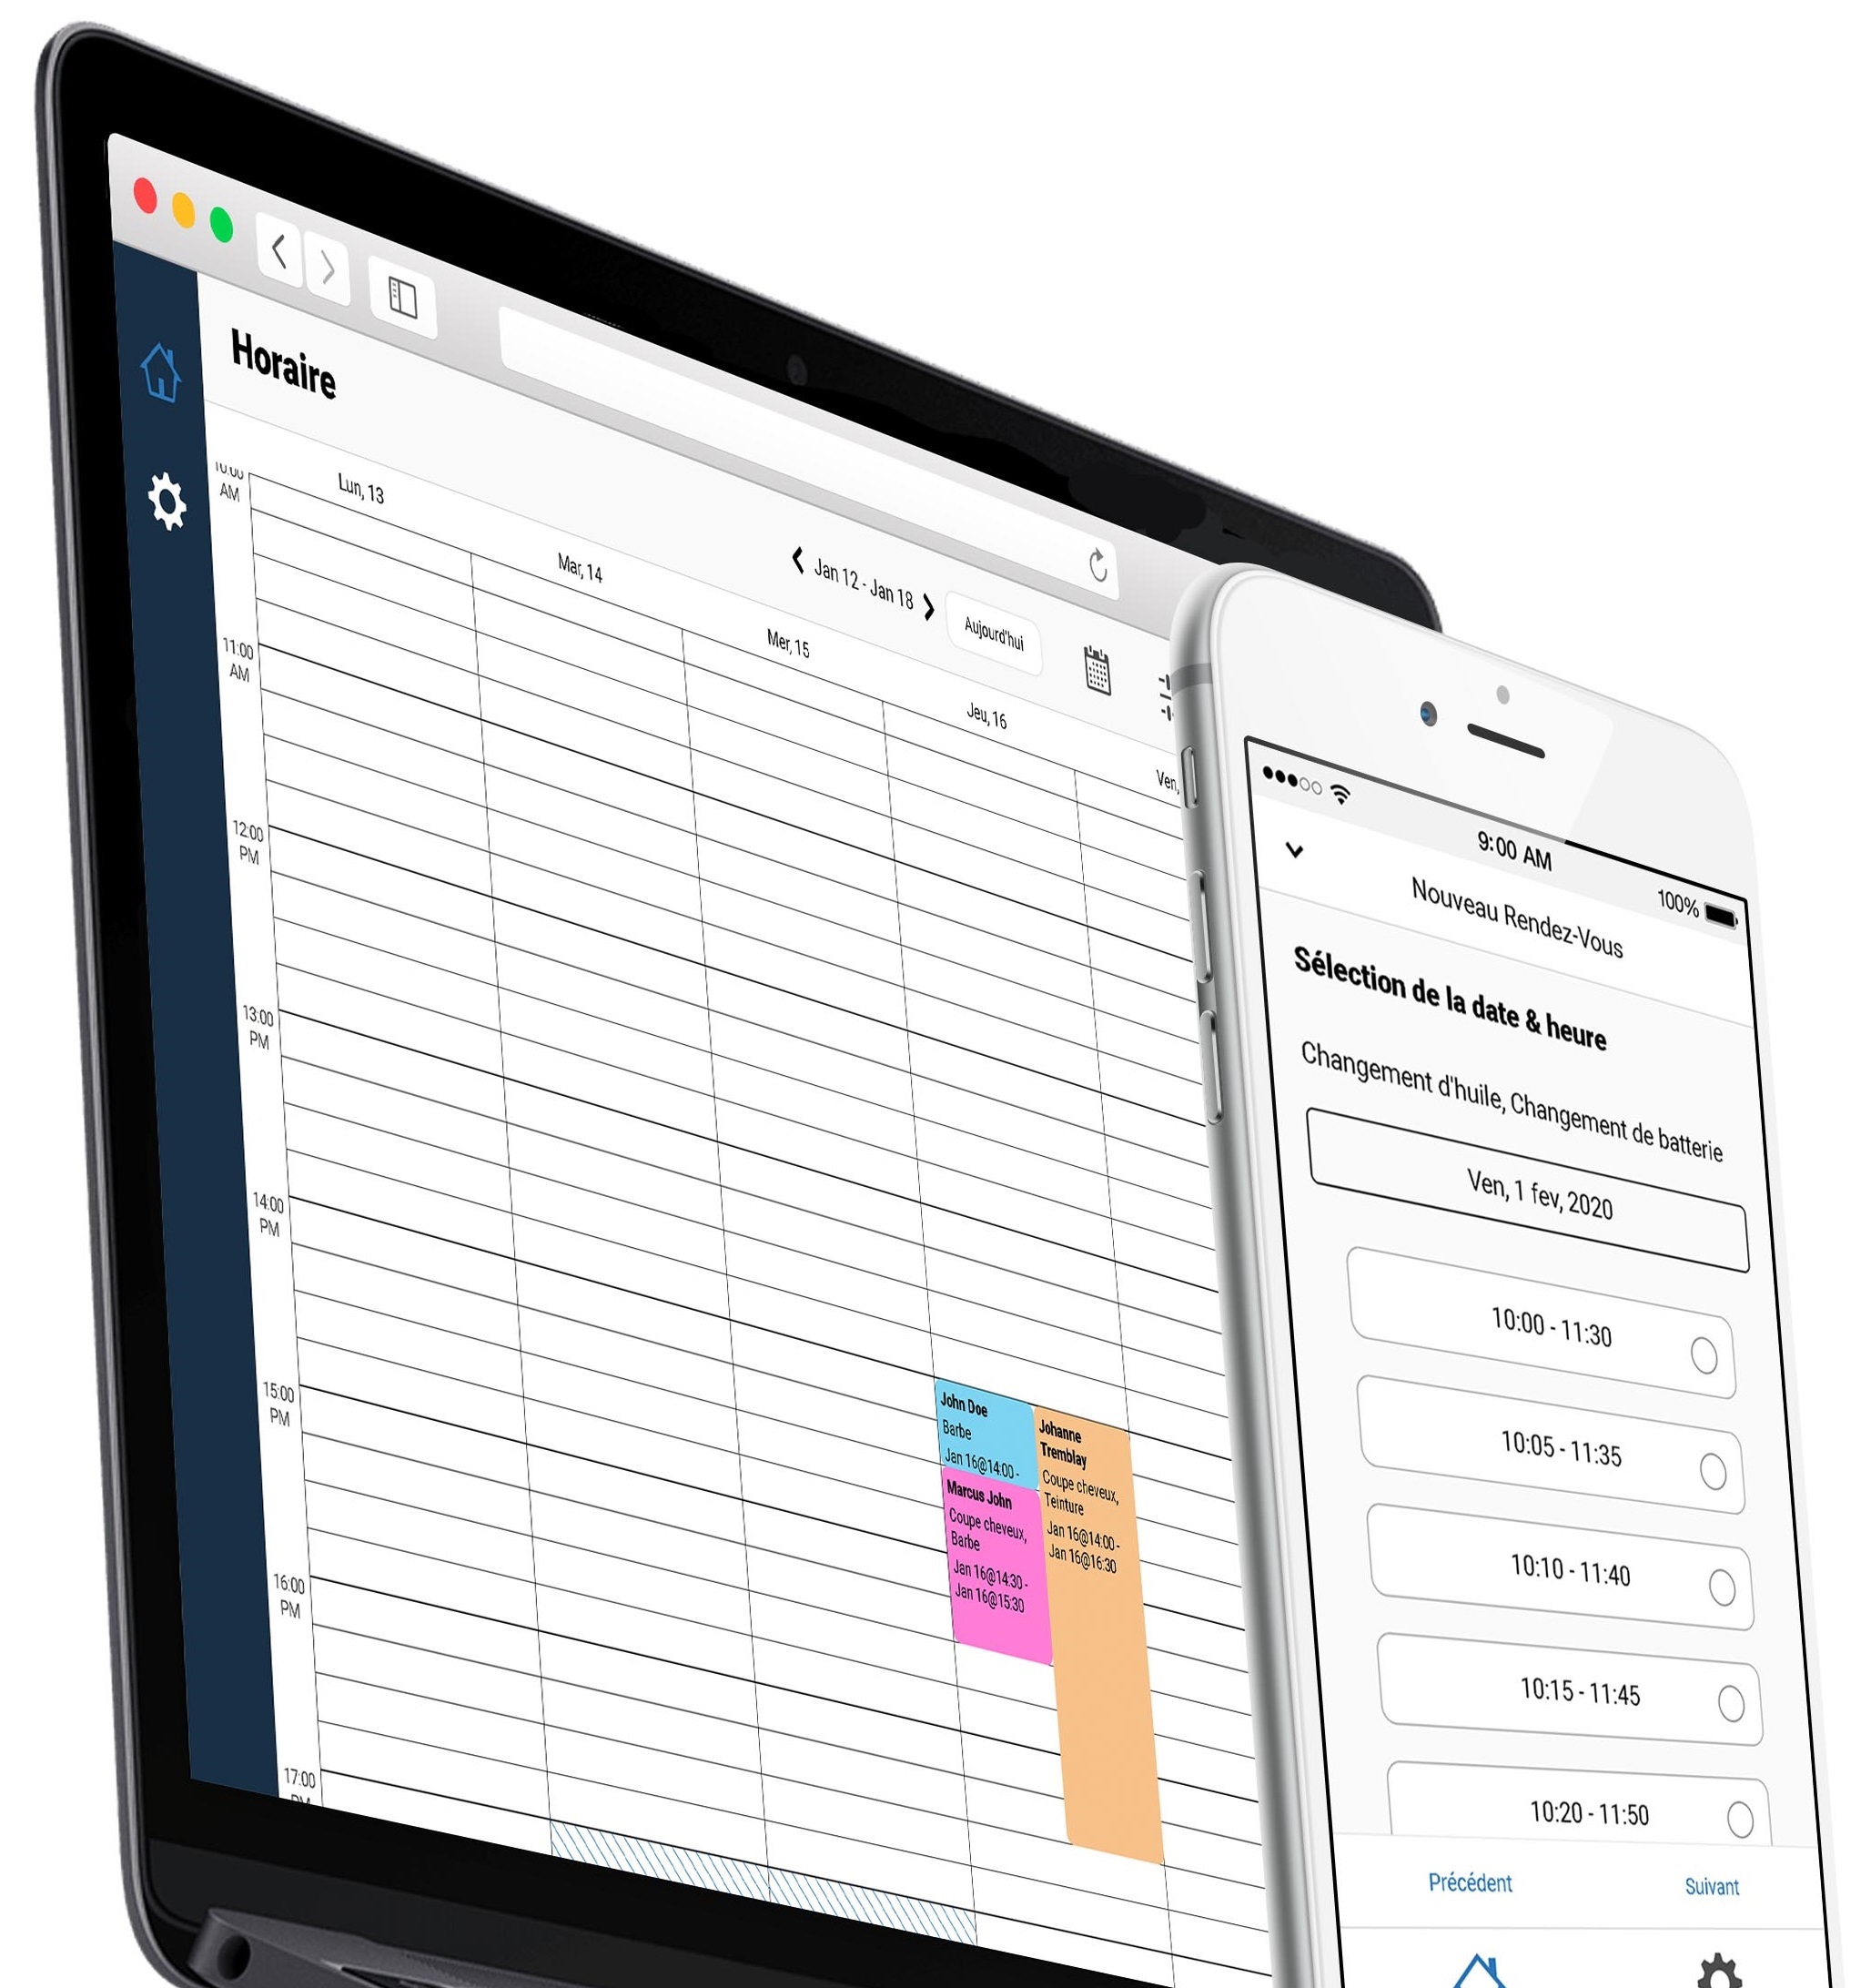 Horaire
Jan 12 - Jan 18
Aujourd'hui
Lun, 13
Mar, 14
Mer, 15
Jeu, 16
Ven,
10:00
AM
11:00
AM
12:00
PM
13:00
PM
14:00
PM
15:00
PM
16:00
PM
17:00
PM
John Doe
Barbe
Jan 16@14:00 -
Marcus John
Coupe cheveux,
Barbe
Jan 16@14:30 -
Jan 16@15:30
Johanne
Tremblay
Coupe cheveux,
Teinture
Jan 16@14:00 -
Jan 16@16:30
9:00 AM
100%
Nouveau Rendez-Vous
Sélection de la date & heure
Changement d'huile, Changement de batterie
Ven, 1 fev, 2020
10:00 - 11:30
10:05 - 11:35
10:10 - 11:40
10:15 - 11:45
10:20 - 11:50
Précédent
Suivant